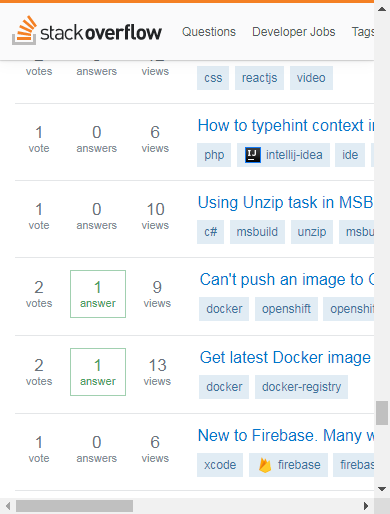 stackoverflow Questions Developer Jobs Tags
votes answers views
css reactjs video
How to typehint context i
1 0 6
vote answers views
php intellij-idea ide
Using Unzip task in MSB
1 0 10
vote answers views
c# msbuild unzip msbu
Can't push an image to
2 1 9
votes answer views
docker openshift openshif
Get latest Docker image
2 1 13
votes answer views
docker docker-registry
New to Firebase. Many w
1 0 6
vote answers views
xcode firebase firebas